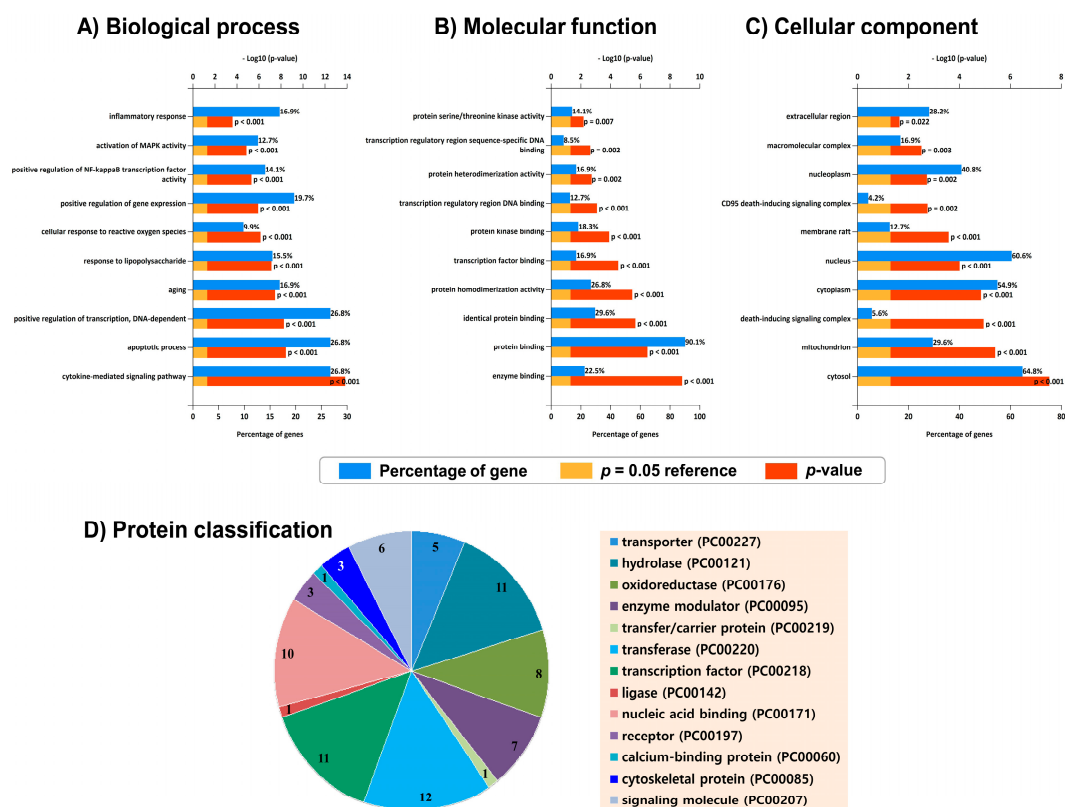 A) Biological process
- Log10 (p-value)
0 2 4 6 8 10 12 14
inflammatory response
16.9%
p < 0.001
activation of MAPK activity
12.7%
p < 0.001
positive regulation of NF-kappaB transcription factor
activity
14.1%
p < 0.001
positive regulation of gene expression
19.7%
p < 0.001
cellular response to reactive oxygen species
9.9%
p < 0.001
response to lipopolysaccharide
15.5%
p < 0.001
aging
16.9%
p < 0.001
positive regulation of transcription, DNA-dependent
26.8%
p < 0.001
apoptotic process
26.8%
p < 0.001
cytokine-mediated signaling pathway
26.8%
p < 0.001
0 5 10 15 20 25 30
Percentage of genes
B) Molecular function
- Log10 (p-value)
0 2 4 6 8 10
protein serine/threonine kinase activity
14.1%
p = 0.007
transcription regulatory region sequence-specific DNA
binding
8.5%
p = 0.002
protein heterodimerization activity
16.9%
p = 0.002
transcription regulatory region DNA binding
12.7%
p < 0.001
protein kinase binding
18.3%
p < 0.001
transcription factor binding
16.9%
p < 0.001
protein homodimerization activity
26.8%
p < 0.001
identical protein binding
29.6%
p < 0.001
protein binding
90.1%
p < 0.001
enzyme binding
22.5%
p < 0.001
0 20 40 60 80 100
Percentage of genes
C) Cellular component
- Log10 (p-value)
0 2 4 6 8
extracellular region
28.2%
p = 0.022
macromolecular complex
16.9%
p = 0.003
nucleoplasm
40.8%
p = 0.002
CD95 death-inducing signaling complex
4.2%
p = 0.002
membrane raft
12.7%
p < 0.001
nucleus
60.6%
p < 0.001
cytoplasm
54.9%
p < 0.001
death-inducing signaling complex
5.6%
p < 0.001
mitochondrion
29.6%
p < 0.001
cytosol
64.8%
p < 0.001
0 20 40 60 80
Percentage of genes
Percentage of gene
p = 0.05 reference
p-value
D) Protein classification
5
11
8
7
1
12
11
1
10
3
1
3
6
transporter (PC00227)
hydrolase (PC00121)
oxidoreductase (PC00176)
enzyme modulator (PC00095)
transfer/carrier protein (PC00219)
transferase (PC00220)
transcription factor (PC00218)
ligase (PC00142)
nucleic acid binding (PC00171)
receptor (PC00197)
calcium-binding protein (PC00060)
cytoskeletal protein (PC00085)
signaling molecule (PC00207)